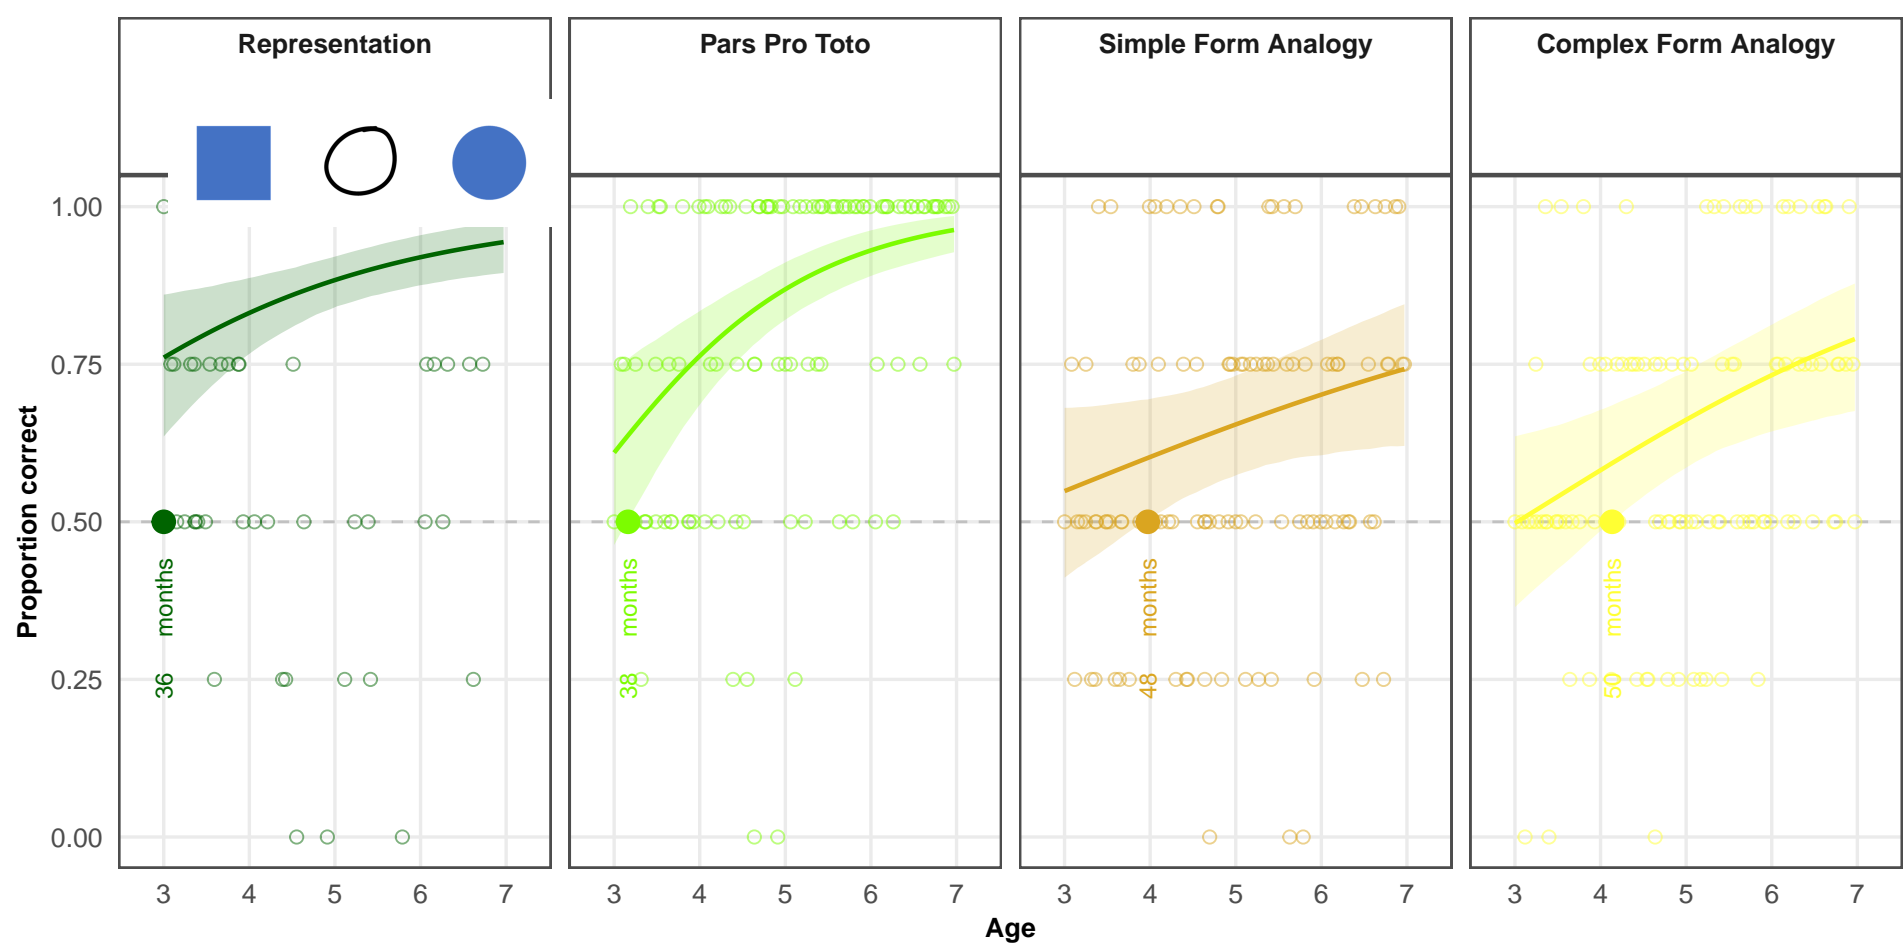 Representation
Pars Pro Toto
Simple Form Analogy
Complex Form Analogy
Proportion correct
1.00
0.75
0.50
0.25
0.00
36 months
38 months
48 months
50 months
3 4 5 6 7
3 4 5 6 7
3 4 5 6 7
3 4 5 6 7
Age